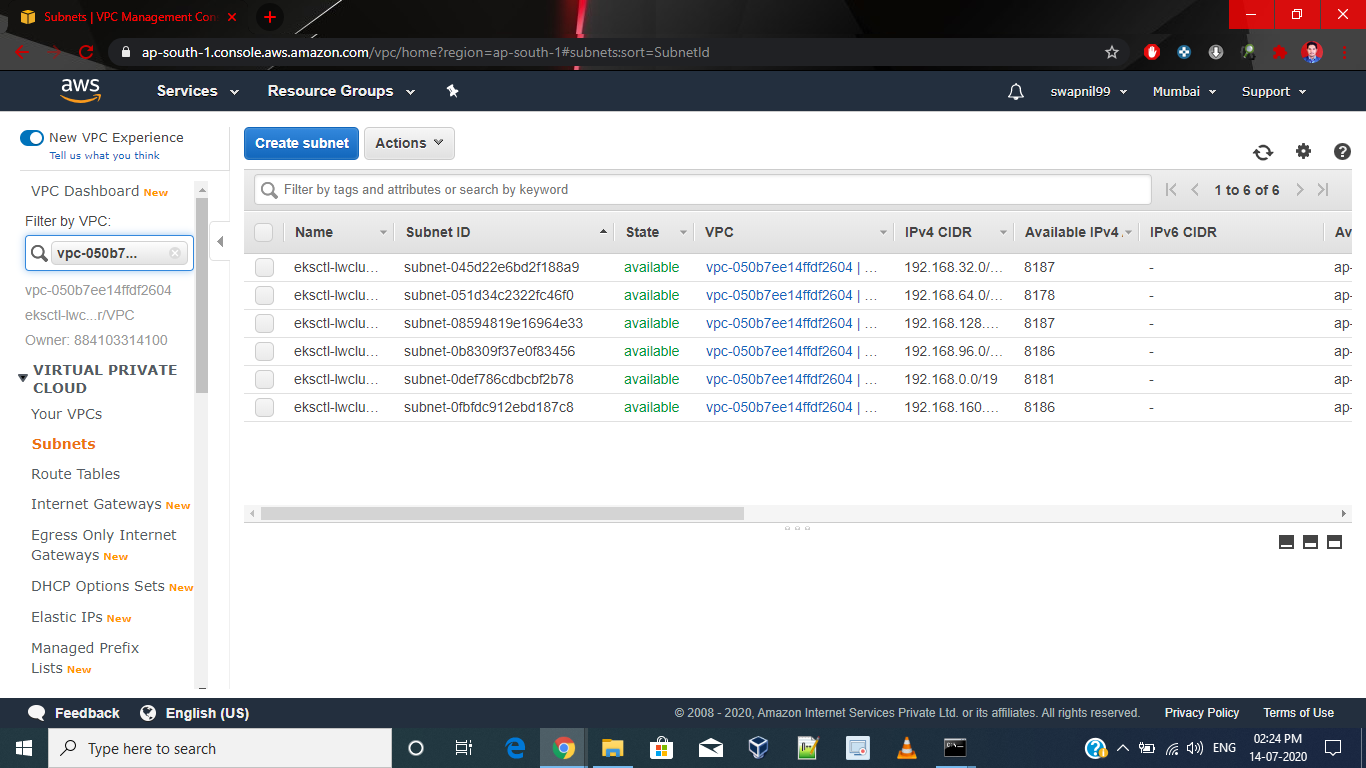 Subnets | VPC Management Con
ap-south-1.console.aws.amazon.com/vpc/home?region=ap-south-1#subnets:sort=SubnetId
aws Services Resource Groups swapnil99 Mumbai Support
New VPC Experience
Tell us what you think
VPC Dashboard New
Filter by VPC:
vpc-050b7...
vpc-050b7ee14ffdf2604
eksctl-lwc...r/VPC
Owner: 884103314100
VIRTUAL PRIVATE
CLOUD
Your VPCs
Subnets
Route Tables
Internet Gateways New
Egress Only Internet
Gateways New
DHCP Options Sets New
Elastic IPs New
Managed Prefix
Lists New
Create subnet Actions
Filter by tags and attributes or search by keyword
1 to 6 of 6
Name Subnet ID State VPC IPv4 CIDR Available IPv4 IPv6 CIDR Av
eksctl-lwclu... subnet-045d22e6bd2f188a9 available vpc-050b7ee14ffdf2604 | ... 192.168.32.0/... 8187 - ap-
eksctl-lwclu... subnet-051d34c2322fc46f0 available vpc-050b7ee14ffdf2604 | ... 192.168.64.0/... 8178 - ap-
eksctl-lwclu... subnet-08594819e16964e33 available vpc-050b7ee14ffdf2604 | ... 192.168.128.... 8187 - ap-
eksctl-lwclu... subnet-0b8309f37e0f83456 available vpc-050b7ee14ffdf2604 | ... 192.168.96.0/... 8186 - ap-
eksctl-lwclu... subnet-0def786cdbcbf2b78 available vpc-050b7ee14ffdf2604 | ... 192.168.0.0/19 8181 - ap-
eksctl-lwclu... subnet-0fbfdc912ebd187c8 available vpc-050b7ee14ffdf2604 | ... 192.168.160.... 8186 - ap-
Feedback English (US) © 2008 - 2020, Amazon Internet Services Private Ltd. or its affiliates. All rights reserved. Privacy Policy Terms of Use
Type here to search
ENG
02:24 PM
14-07-2020